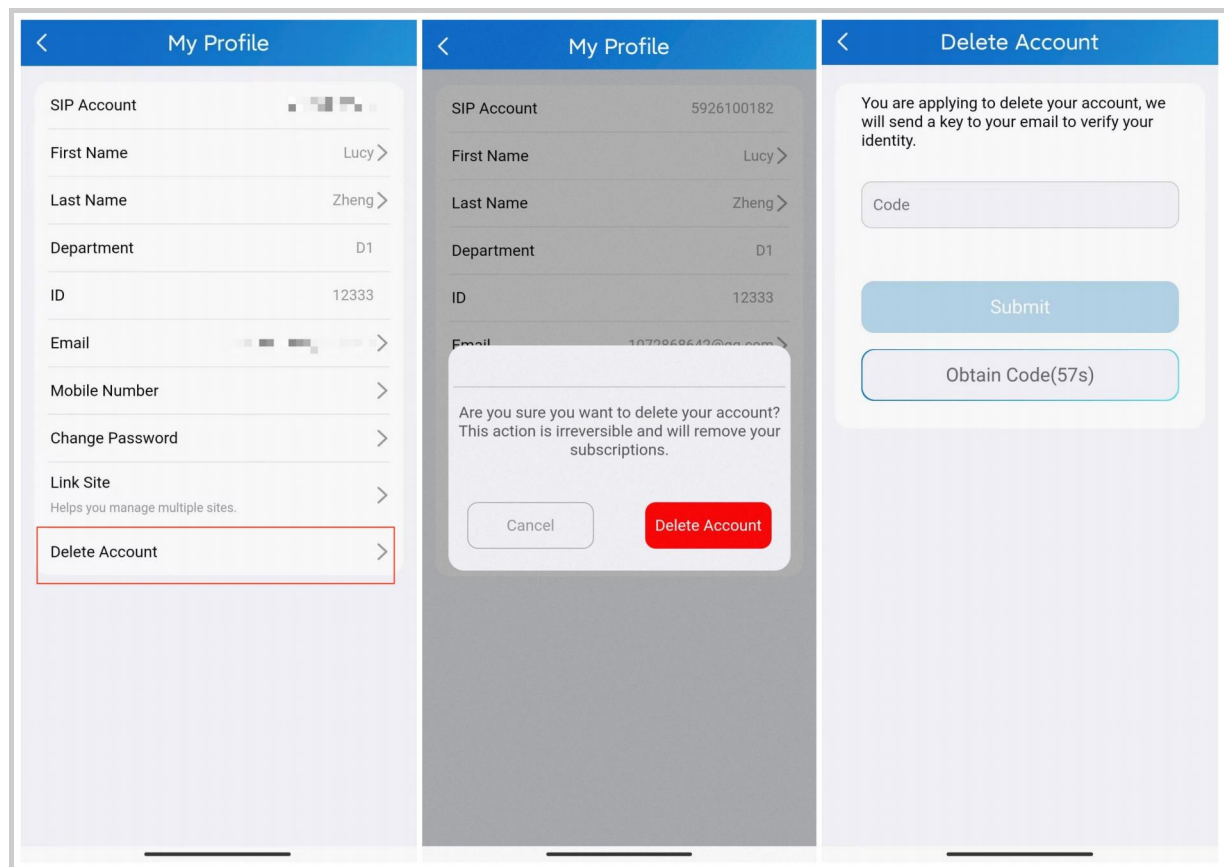 My Profile
SIP Account
First Name Lucy
Last Name Zheng
Department D1
ID 12333
Email
Mobile Number
Change Password
Link Site
Helps you manage multiple sites.
Delete Account
My Profile
SIP Account 5926100182
First Name Lucy
Last Name Zheng
Department D1
ID 12333
Email 1072868642@qq.com
Are you sure you want to delete your account?
This action is irreversible and will remove your
subscriptions.
Cancel Delete Account
Delete Account
You are applying to delete your account, we
will send a key to your email to verify your
identity.
Code
Submit
Obtain Code(57s)